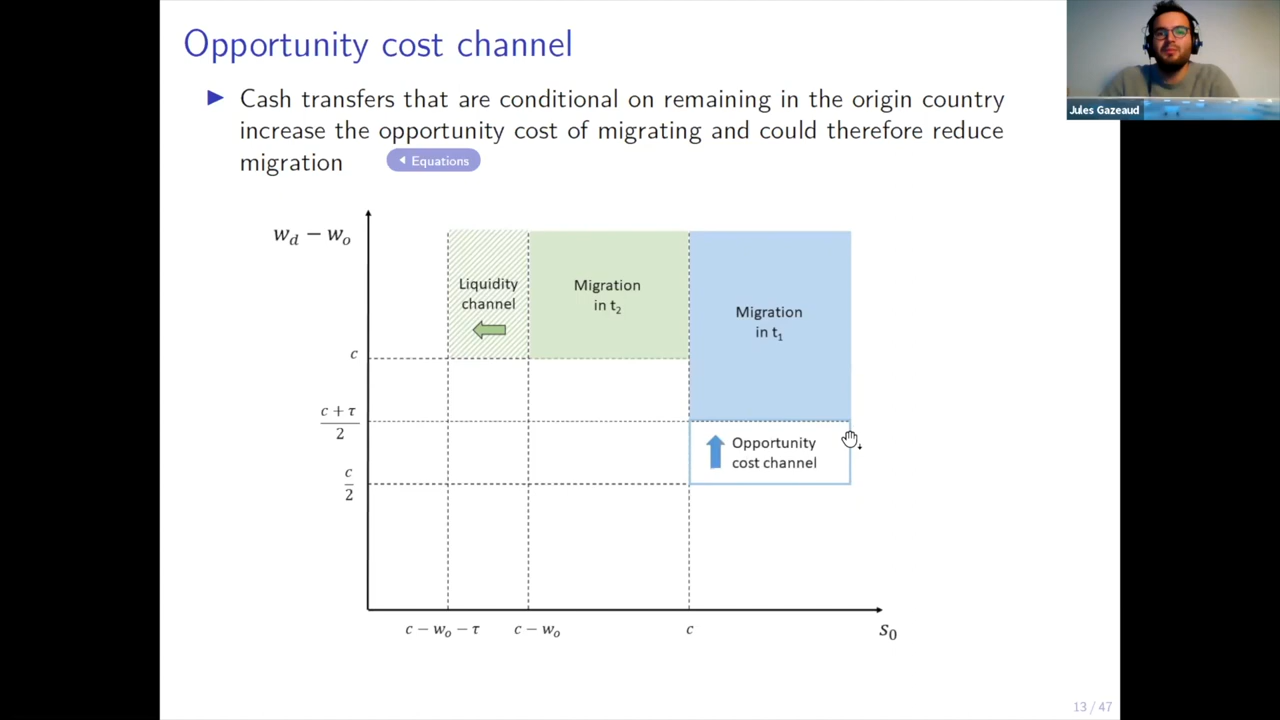 Opportunity cost channel
Jules Gazeaud
▶ Cash transfers that are conditional on remaining in the origin country
increase the opportunity cost of migrating and could therefore reduce
migration
Equations
w_d − w_o
Liquidity
channel
Migration
in t₂
Migration
in t₁
c
c + τ
2
Opportunity
cost channel
c
2
c − w_o − τ
c − w_o
c
s₀
13 / 47